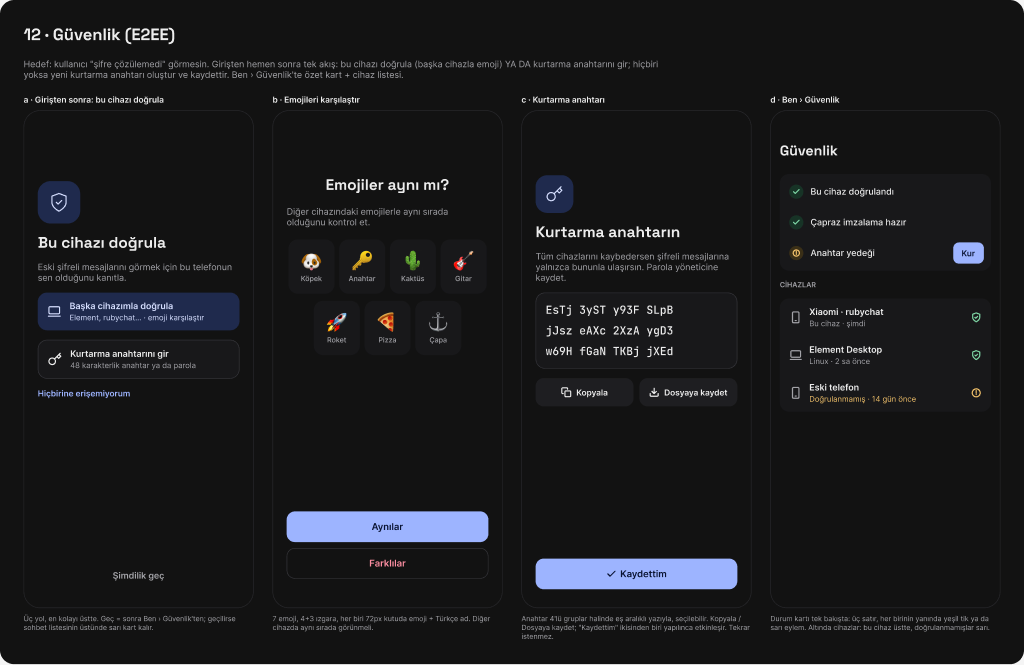 12 · Güvenlik (E2EE)
Hedef: kullanıcı "şifre çözülemedi" görmesin. Girişten hemen sonra tek akış: bu cihazı doğrula (başka cihazla emoji) YA DA kurtarma anahtarını gir; hiçbiri
yoksa yeni kurtarma anahtarı oluştur ve kaydettir. Ben › Güvenlik'te özet kart + cihaz listesi.
a · Girişten sonra: bu cihazı doğrula
Bu cihazı doğrula
Eski şifreli mesajlarını görmek için bu telefonun
sen olduğunu kanıtla.
Başka cihazımla doğrula
Element, rubychat... · emoji karşılaştır
Kurtarma anahtarını gir
48 karakterlik anahtar ya da parola
Hiçbirine erişemiyorum
Şimdilik geç
Üç yol, en kolayı üstte. Geç = sonra Ben › Güvenlik'ten; geçilirse
sohbet listesinin üstünde sarı kart kalır.
b · Emojileri karşılaştır
Emojiler aynı mı?
Diğer cihazındaki emojilerle aynı sırada
olduğunu kontrol et.
Köpek
Anahtar
Kaktüs
Gitar
Roket
Pizza
Çapa
Aynılar
Farklılar
7 emoji, 4+3 ızgara, her biri 72px kutuda emoji + Türkçe ad. Diğer
cihazda aynı sırada görünmeli.
c · Kurtarma anahtarı
Kurtarma anahtarın
Tüm cihazlarını kaybedersen şifreli mesajlarına
yalnızca bununla ulaşırsın. Parola yöneticine
kaydet.
EsTj 3yST y93F SLpB
jJsz eAXc 2XzA ygD3
w69H fGaN TKBj jXEd
Kopyala
Dosyaya kaydet
Kaydettim
Anahtar 4'lü gruplar halinde eş aralıklı yazıyla, seçilebilir. Kopyala /
Dosyaya kaydet; "Kaydettim" ikisinden biri yapılınca etkinleşir. Tekrar
istenmez.
d · Ben › Güvenlik
Güvenlik
Bu cihaz doğrulandı
Çapraz imzalama hazır
Anahtar yedeği
Kur
CİHAZLAR
Xiaomi · rubychat
Bu cihaz · şimdi
Element Desktop
Linux · 2 sa önce
Eski telefon
Doğrulanmamış · 14 gün önce
Durum kartı tek bakışta: üç satır, her birinin yanında yeşil tik ya da
sarı eylem. Altında cihazlar: bu cihaz üstte, doğrulanmamışlar sarı.